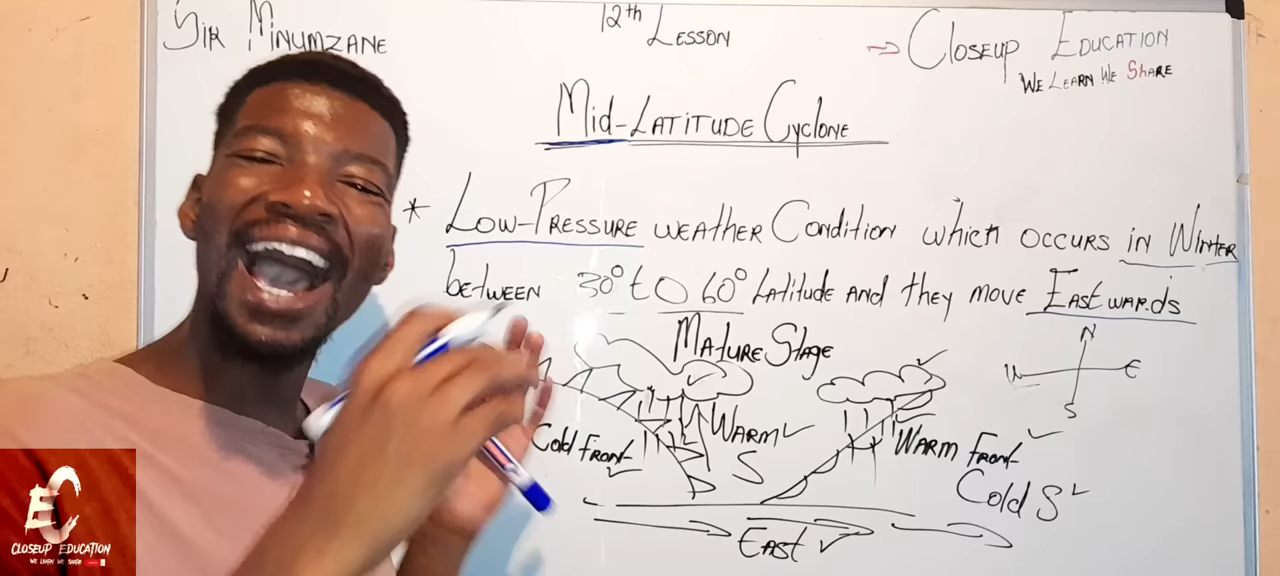 Sir Minumzane
12th Lesson
→ Closeup Education
We Learn We Share
Mid-Latitude Cyclone
* Low-Pressure weather Condition which occurs in Winter
between 30° to 60° Latitude and they move Eastwards
Mature Stage
N
W E
S
Cold Front
Warm
S
Warm Front
Cold S
East
EC
CLOSEUP EDUCATION
WE LEARN WE SHARE